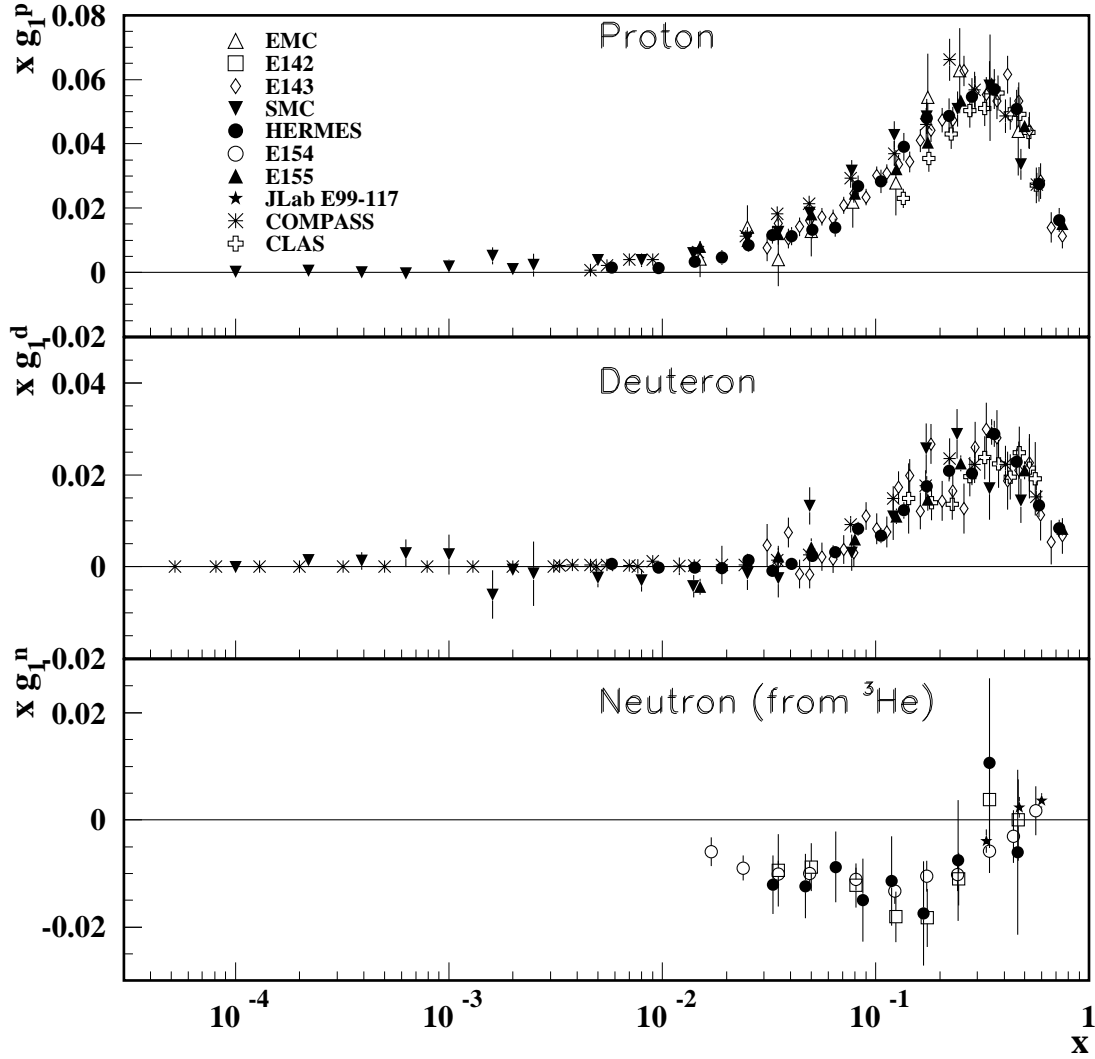 x g₁ᵖ
0.08
0.06
0.04
0.02
0
Proton
EMC
E142
E143
SMC
HERMES
E154
E155
JLab E99-117
COMPASS
CLAS
x g₁ᵈ
-0.02
0.04
0.02
0
Deuteron
x g₁ⁿ
-0.02
0.02
0
-0.02
Neutron (from ³He)
10⁻⁴ 10⁻³ 10⁻² 10⁻¹ 1
x